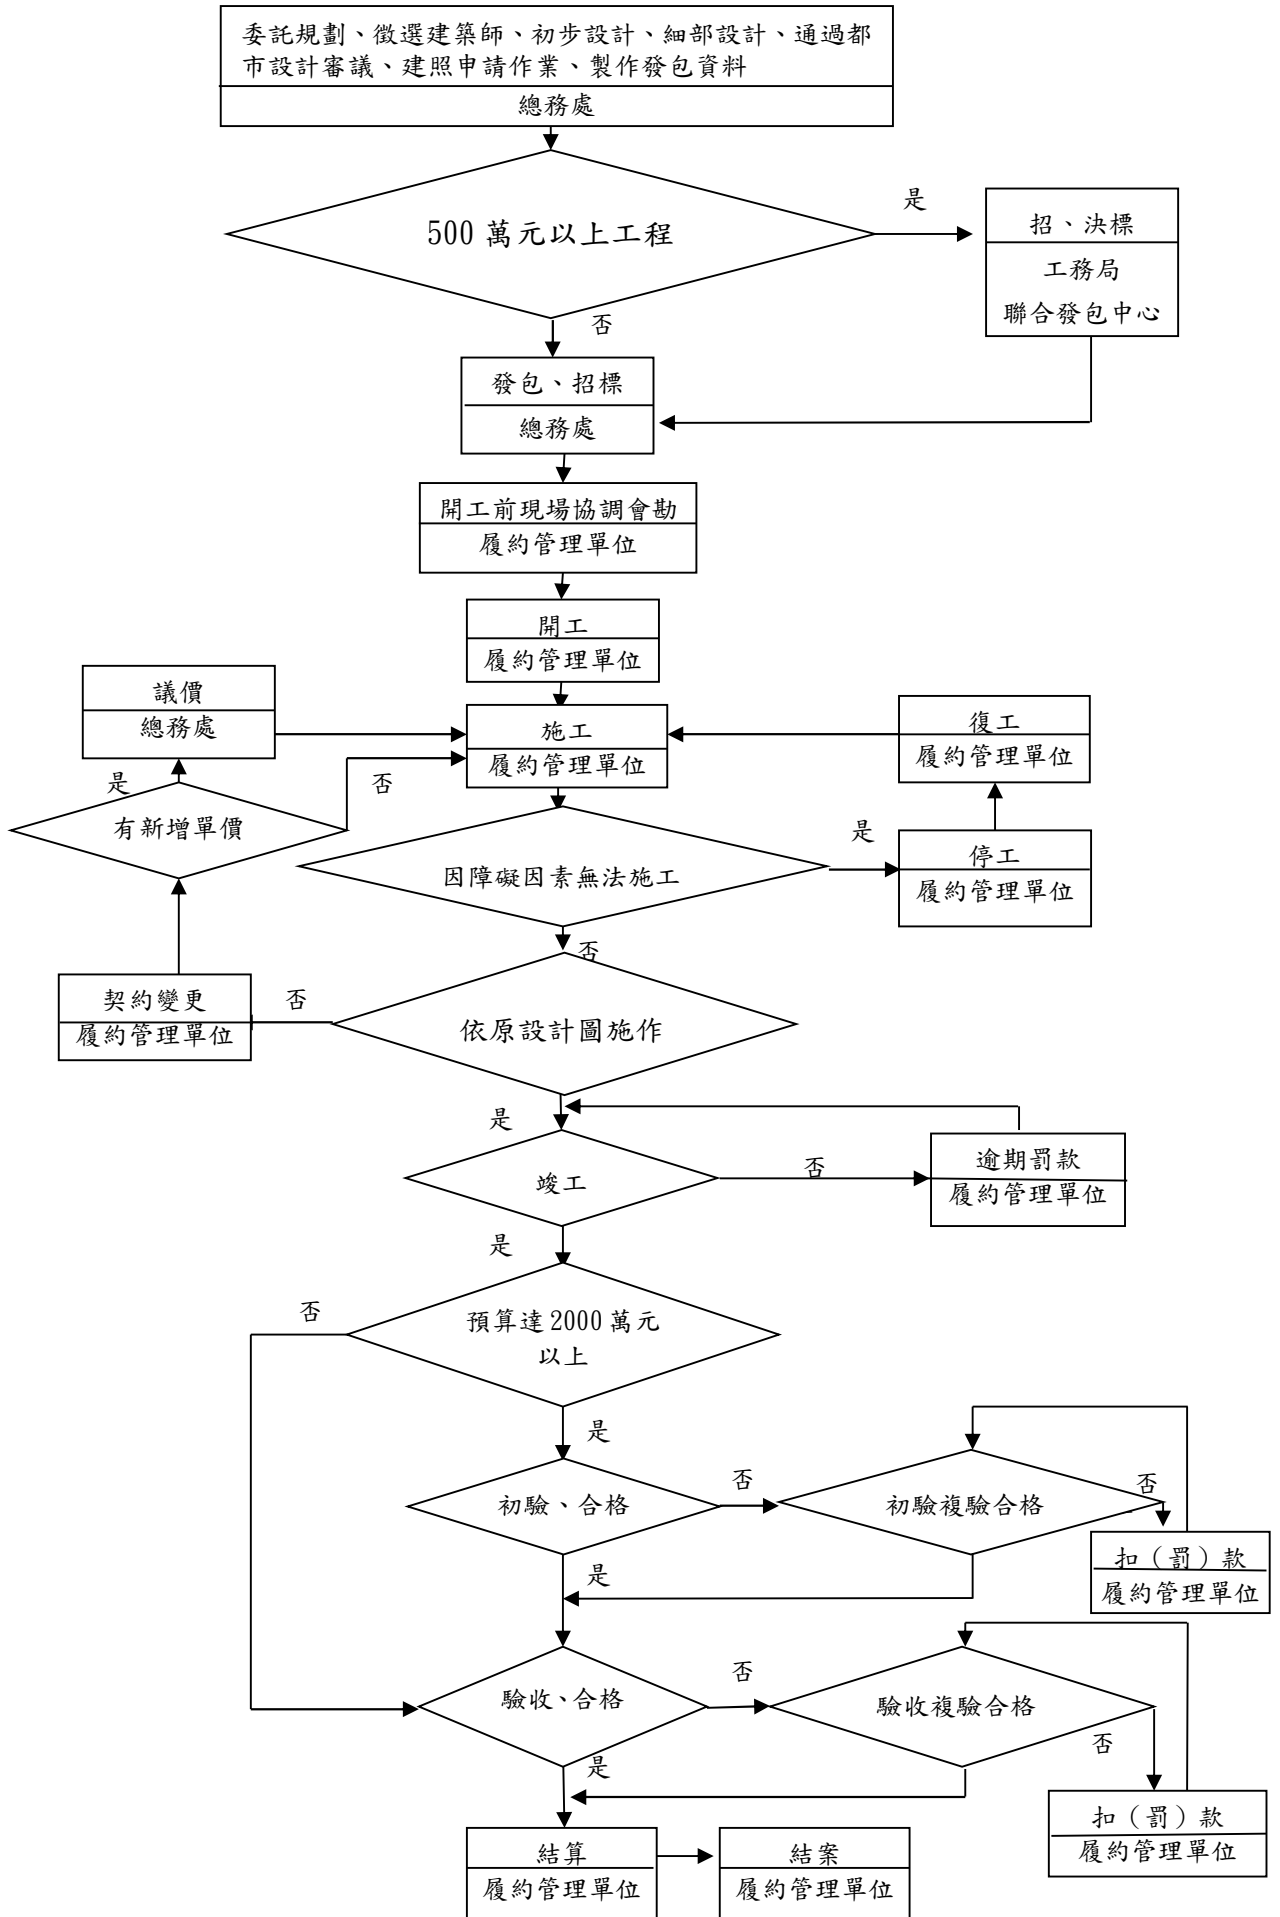 委託規劃、徵選建築師、初步設計、細部設計、通過都
市設計審議、建照申請作業、製作發包資料
總務處
500 萬元以上工程
是
招、決標
工務局
聯合發包中心
否
發包、招標
總務處
開工前現場協調會勘
履約管理單位
開工
履約管理單位
議價
總務處
施工
履約管理單位
復工
履約管理單位
是
否
有新增單價
因障礙因素無法施工
是
停工
履約管理單位
否
契約變更
履約管理單位
否
依原設計圖施作
是
竣工
否
逾期罰款
履約管理單位
是
否
預算達 2000 萬元
以上
是
初驗、合格
否
初驗複驗合格
否
扣（罰）款
履約管理單位
是
驗收、合格
否
驗收複驗合格
否
扣（罰）款
履約管理單位
是
結算
履約管理單位
結案
履約管理單位